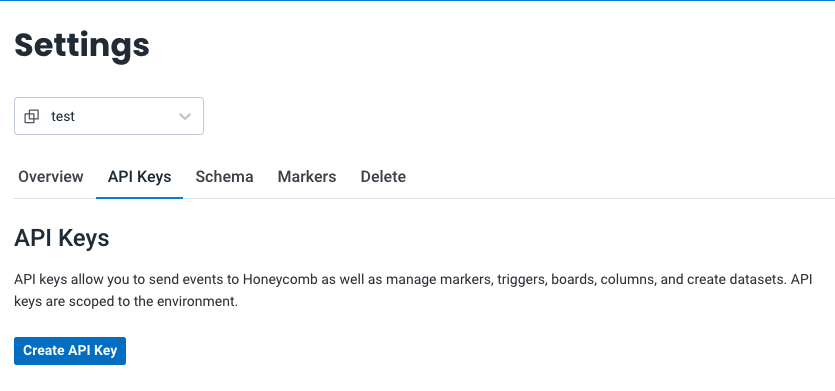 Settings
test
Overview API Keys Schema Markers Delete
API Keys
API keys allow you to send events to Honeycomb as well as manage markers, triggers, boards, columns, and create datasets. API
keys are scoped to the environment.
Create API Key